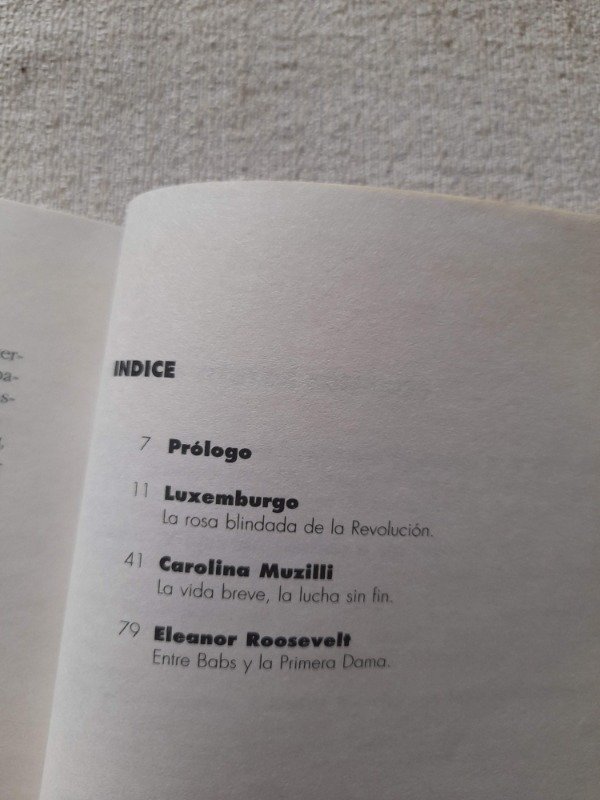 INDICE
7 Prólogo
11 Luxemburgo
La rosa blindada de la Revolución.
41 Carolina Muzilli
La vida breve, la lucha sin fin.
79 Eleanor Roosevelt
Entre Babs y la Primera Dama.